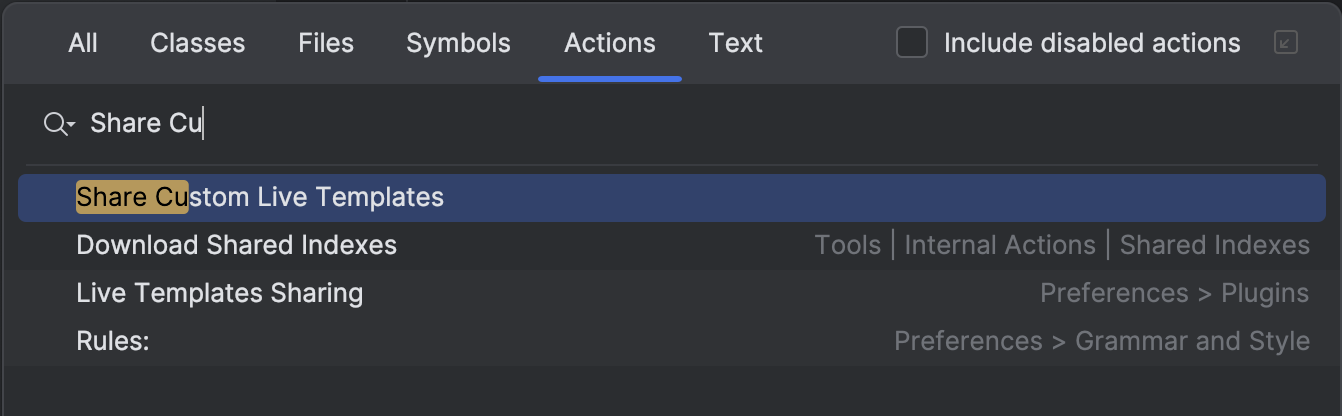 All Classes Files Symbols Actions Text Include disabled actions
Share Cu
Share Custom Live Templates
Download Shared Indexes Tools | Internal Actions | Shared Indexes
Live Templates Sharing Preferences > Plugins
Rules: Preferences > Grammar and Style